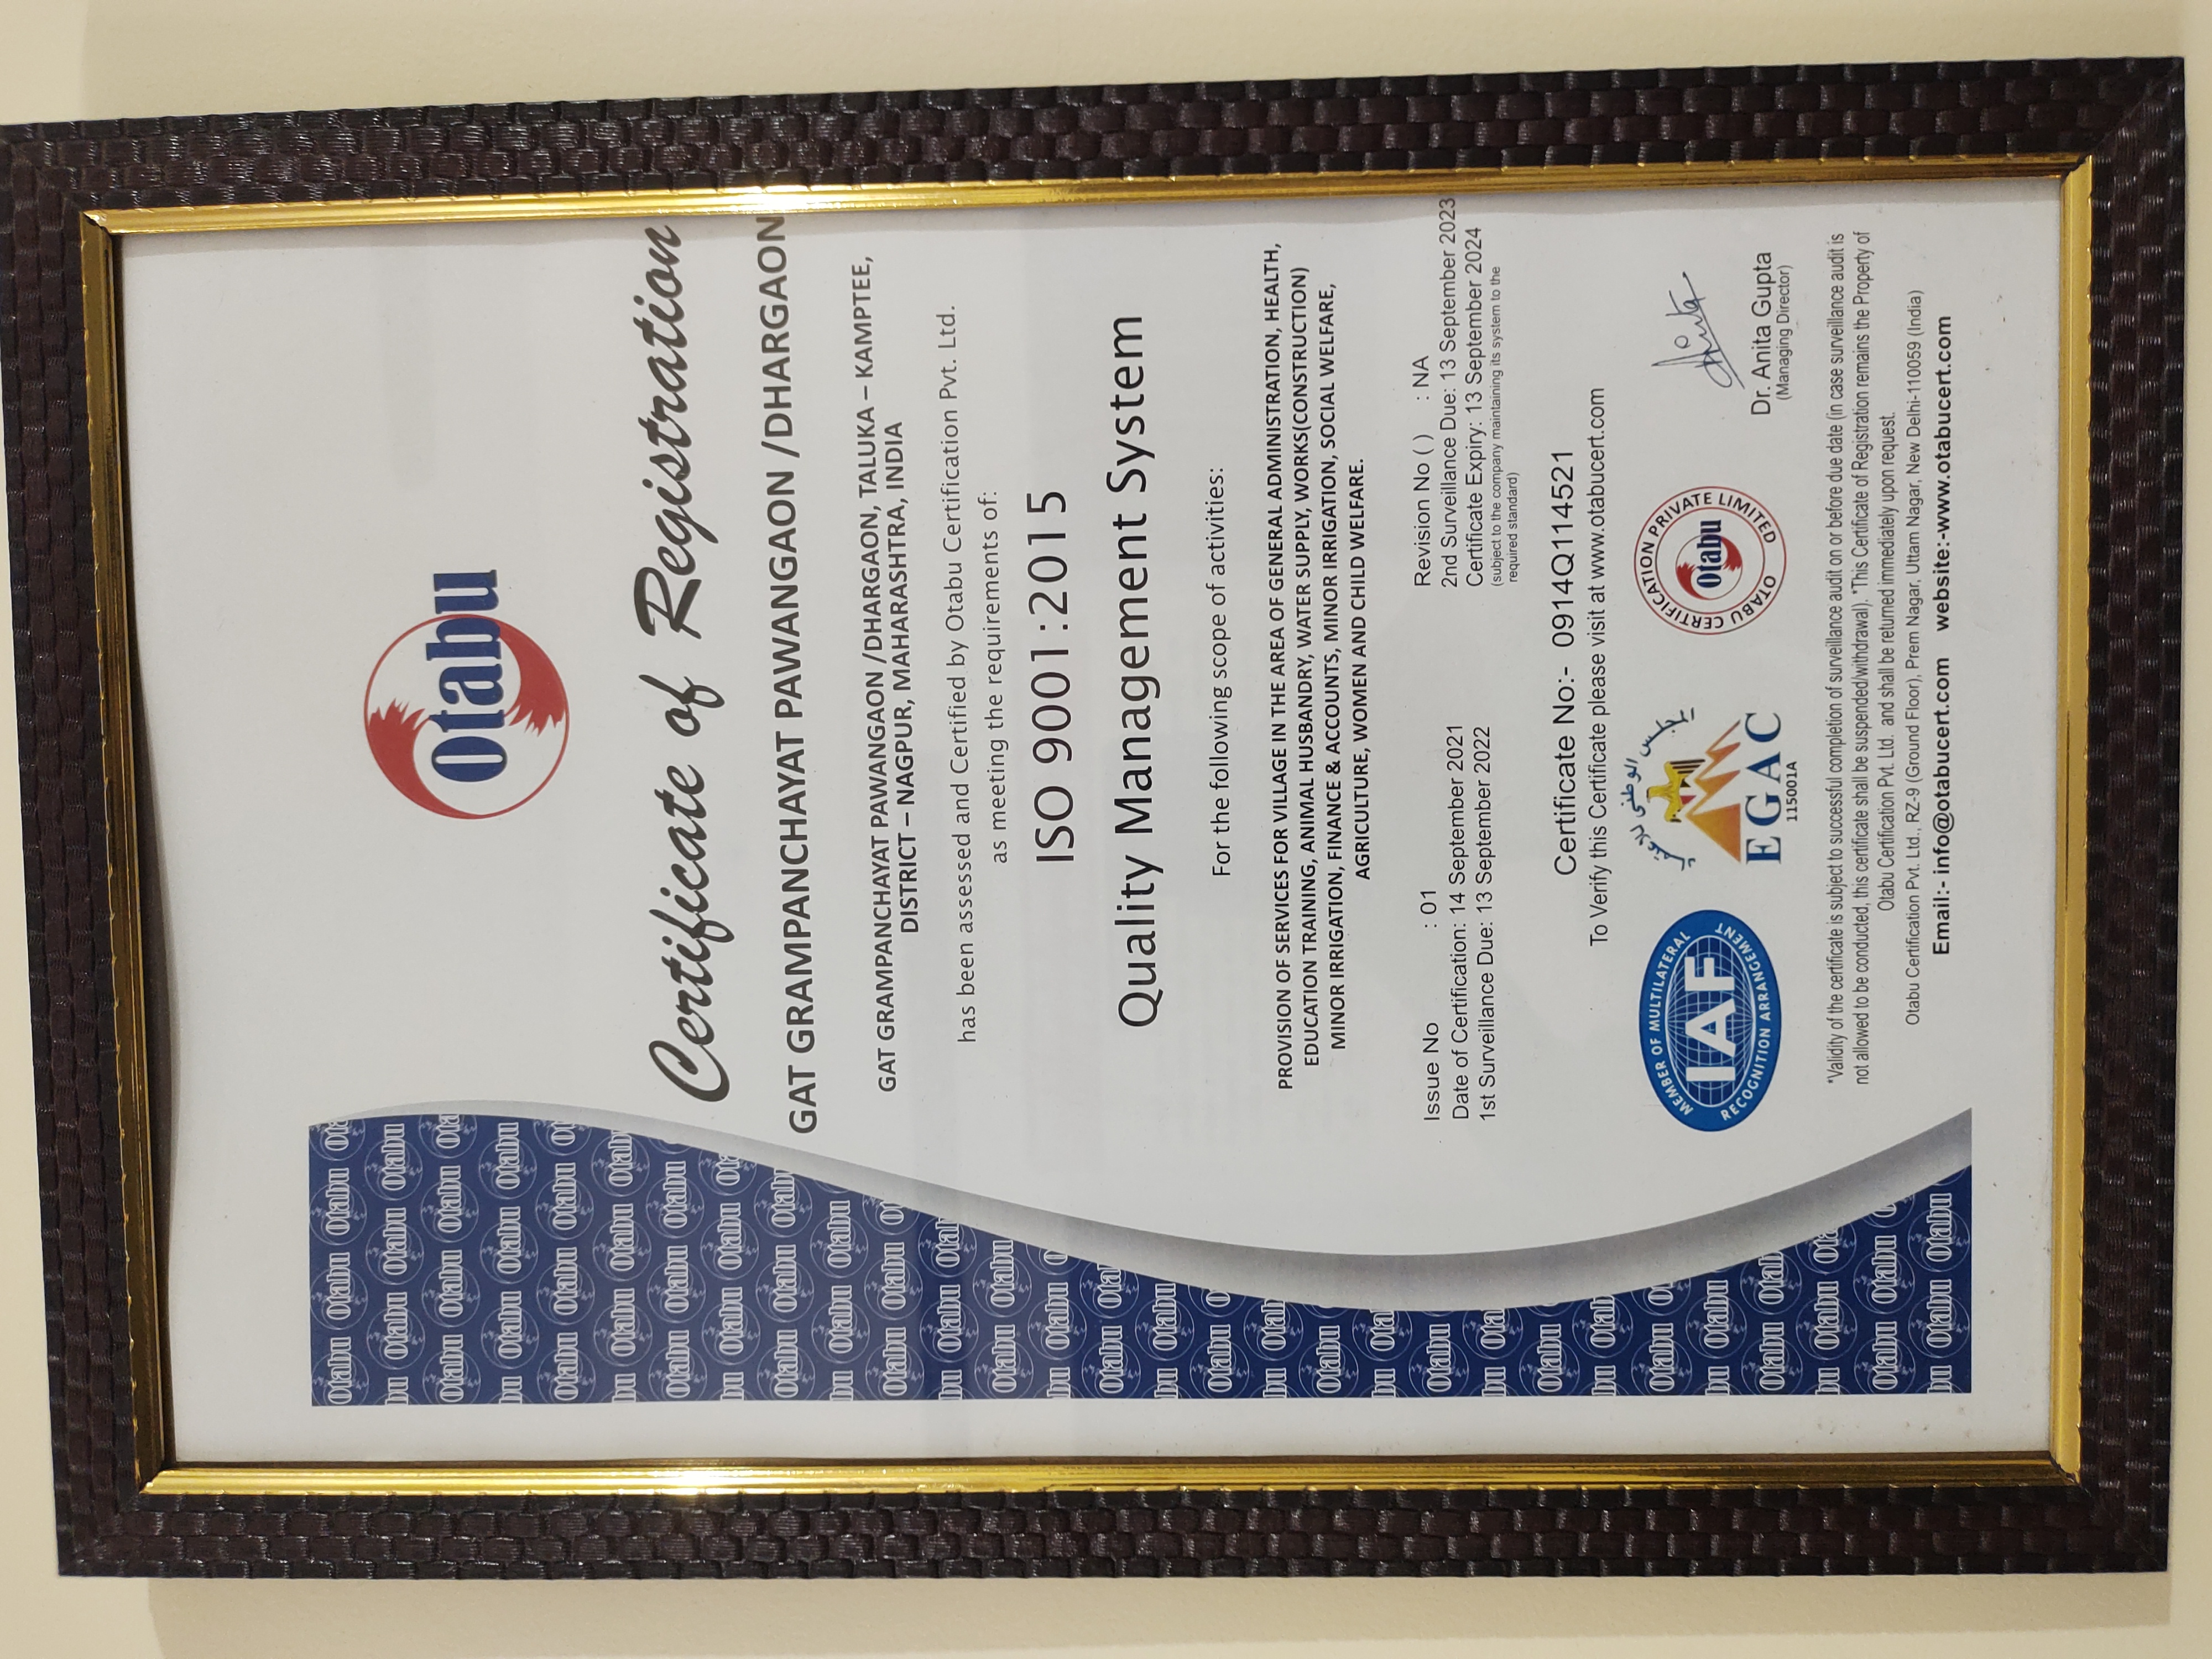 Otabu
Certificate of Registration
GAT GRAMPANCHAYAT PAWANGAON /DHARGAON
GAT GRAMPANCHAYAT PAWANGAON /DHARGAON, TALUKA – KAMPTEE,
DISTRICT – NAGPUR, MAHARASHTRA, INDIA
has been assessed and Certified by Otabu Certification Pvt. Ltd.
as meeting the requirements of:
ISO 9001:2015
Quality Management System
For the following scope of activities:
PROVISION OF SERVICES FOR VILLAGE IN THE AREA OF GENERAL ADMINISTRATION, HEALTH,
EDUCATION TRAINING, ANIMAL HUSBANDRY, WATER SUPPLY, WORKS(CONSTRUCTION)
MINOR IRRIGATION, FINANCE & ACCOUNTS, MINOR IRRIGATION, SOCIAL WELFARE,
AGRICULTURE, WOMEN AND CHILD WELFARE.
Issue No : 01
Date of Certification: 14 September 2021
1st Surveillance Due: 13 September 2022
Revision No ( ) : NA
2nd Surveillance Due: 13 September 2023
Certificate Expiry: 13 September 2024
(subject to the company maintaining its system to the
required standard)
Certificate No:- 0914Q114521
To Verify this Certificate please visit at www.otabucert.com
MEMBER OF MULTILATERAL
IAF
RECOGNITION ARRANGEMENT
EGAC
115001A
OTABU CERTIFICATION PRIVATE LIMITED
Otabu
Dr. Anita Gupta
(Managing Director)
*Validity of the certificate is subject to successful completion of surveillance audit on or before due date (in case surveillance audit is
not allowed to be conducted, this certificate shall be suspended/withdrawal). *This Certificate of Registration remains the Property of
Otabu Certification Pvt. Ltd. and shall be returned immediately upon request.
Otabu Certification Pvt. Ltd., RZ-9 (Ground Floor), Prem Nagar, Uttam Nagar, New Delhi-110059 (India)
Email:- info@otabucert.com website:-www.otabucert.com